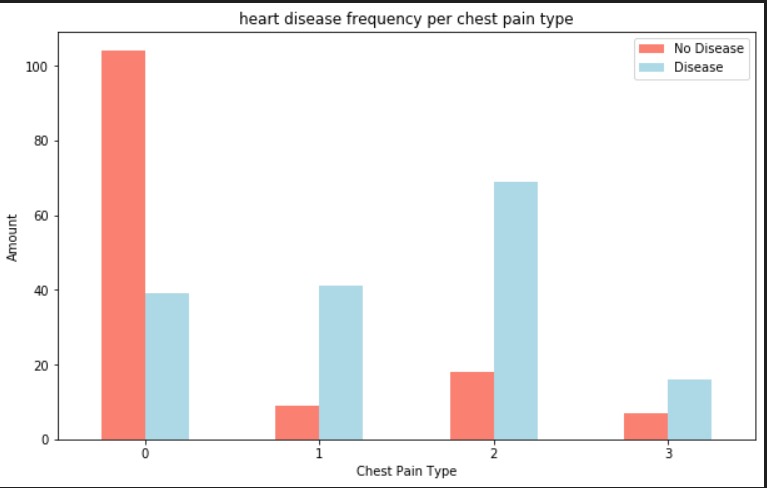 heart disease frequency per chest pain type
No Disease
Disease
100
80
60
40
20
0
Amount
0 1 2 3
Chest Pain Type